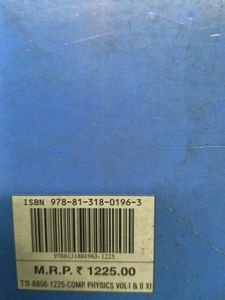 ISBN 978-81-318-0196-3
9788131801963-1225
M.R.P. ₹ 1225.00
T11-8806-1225-COMP. PHYSICS VOL-I & II XI